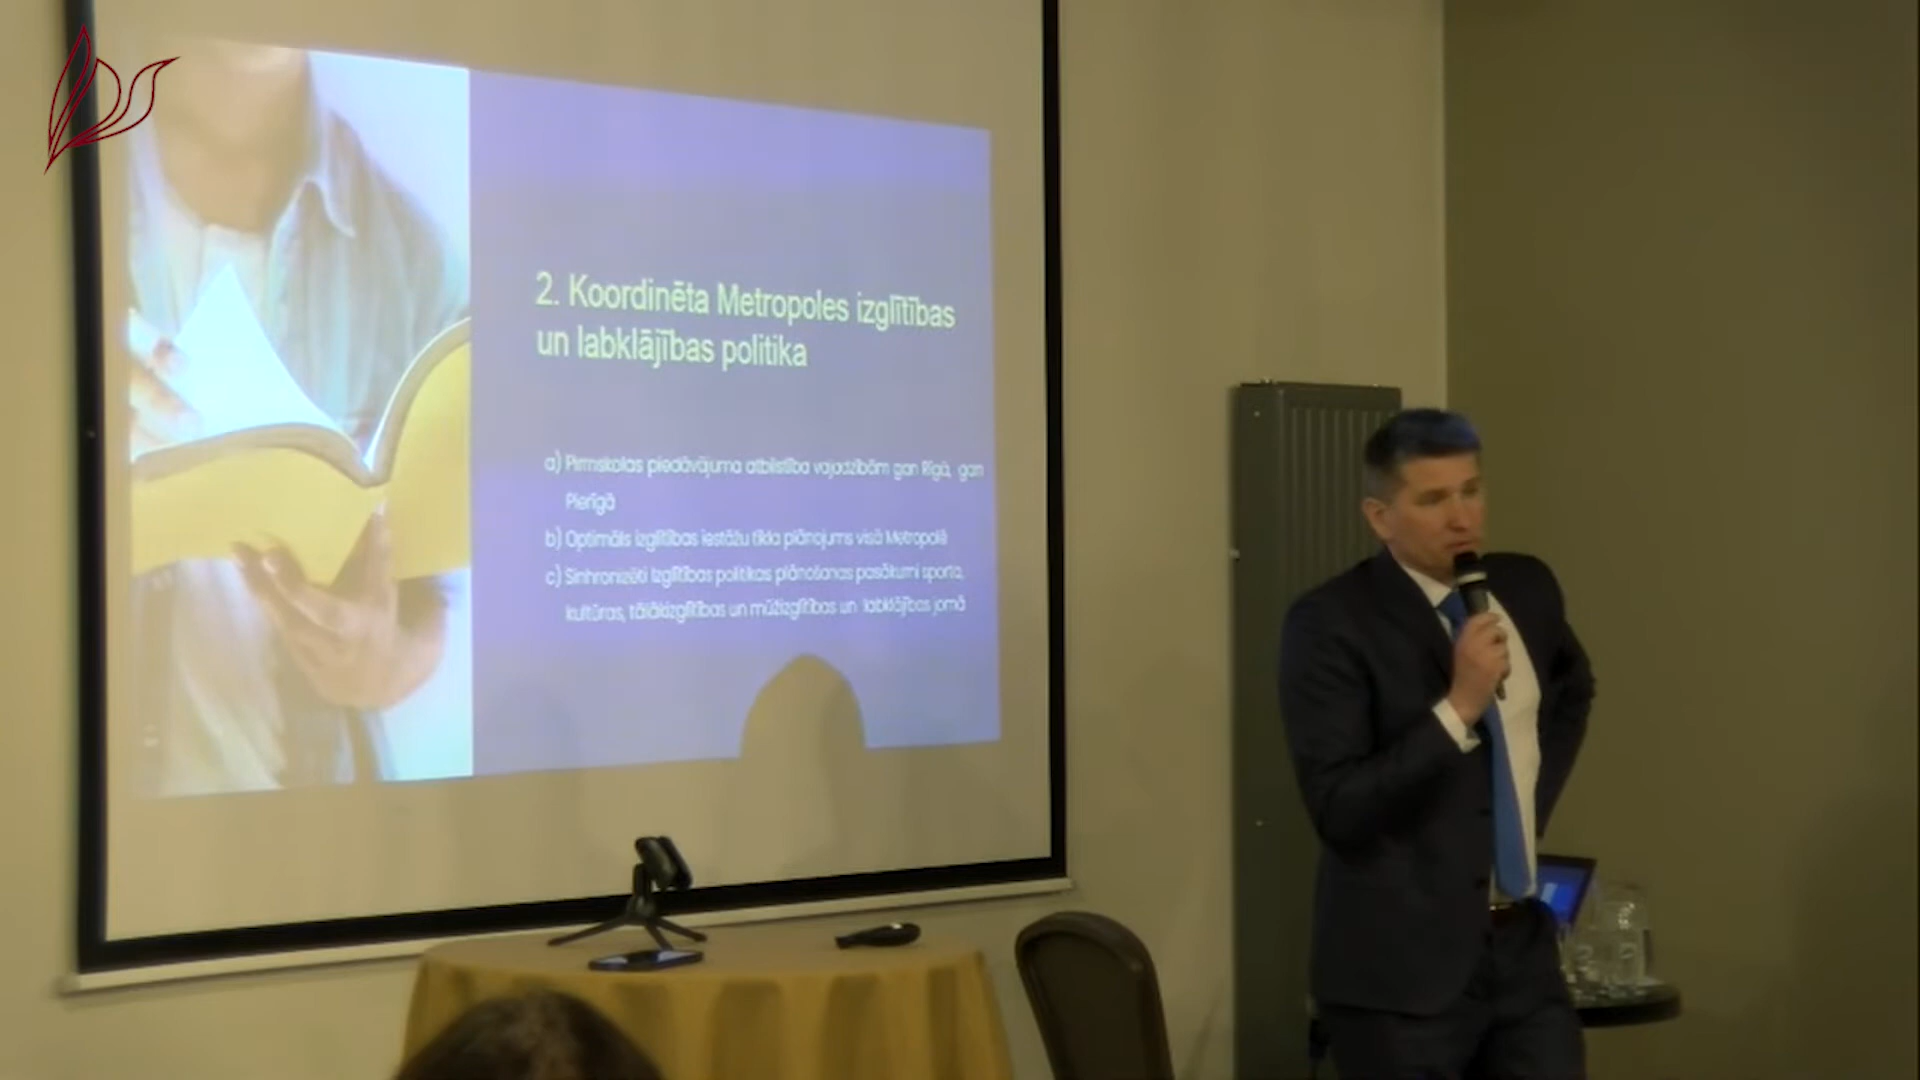 2. Koordinēta Metropoles izglītības
un labklājības politika
a) Pirmskolas piedāvājuma atbilstība vajadzībām gan Rīgā, gan
Pierīgā
b) Optimāls izglītības iestāžu tīkla plānojums visā Metropolē
c) Sinhronizēti izglītības politikas plānošanas pasākumi sporta,
kultūras, tālākizglītības un mūžizglītības un labklājības jomā